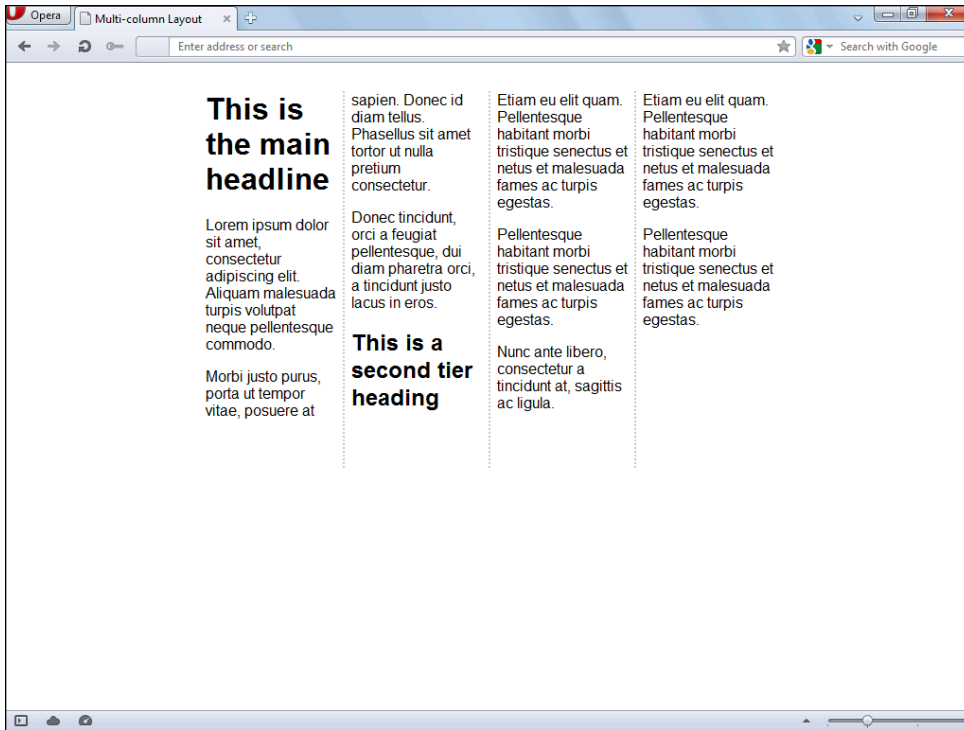 Opera
Multi-column Layout
Enter address or search
Search with Google
This is
the main
headline
Lorem ipsum dolor
sit amet,
consectetur
adipiscing elit.
Aliquam malesuada
turpis volutpat
neque pellentesque
commodo.
Morbi justo purus,
porta ut tempor
vitae, posuere at
sapien. Donec id
diam tellus.
Phasellus sit amet
tortor ut nulla
pretium
consectetur.
Donec tincidunt,
orci a feugiat
pellentesque, dui
diam pharetra orci,
a tincidunt justo
lacus in eros.
This is a
second tier
heading
Etiam eu elit quam.
Pellentesque
habitant morbi
tristique senectus et
netus et malesuada
fames ac turpis
egestas.
Pellentesque
habitant morbi
tristique senectus et
netus et malesuada
fames ac turpis
egestas.
Nunc ante libero,
consectetur a
tincidunt at, sagittis
ac ligula.
Etiam eu elit quam.
Pellentesque
habitant morbi
tristique senectus et
netus et malesuada
fames ac turpis
egestas.
Pellentesque
habitant morbi
tristique senectus et
netus et malesuada
fames ac turpis
egestas.